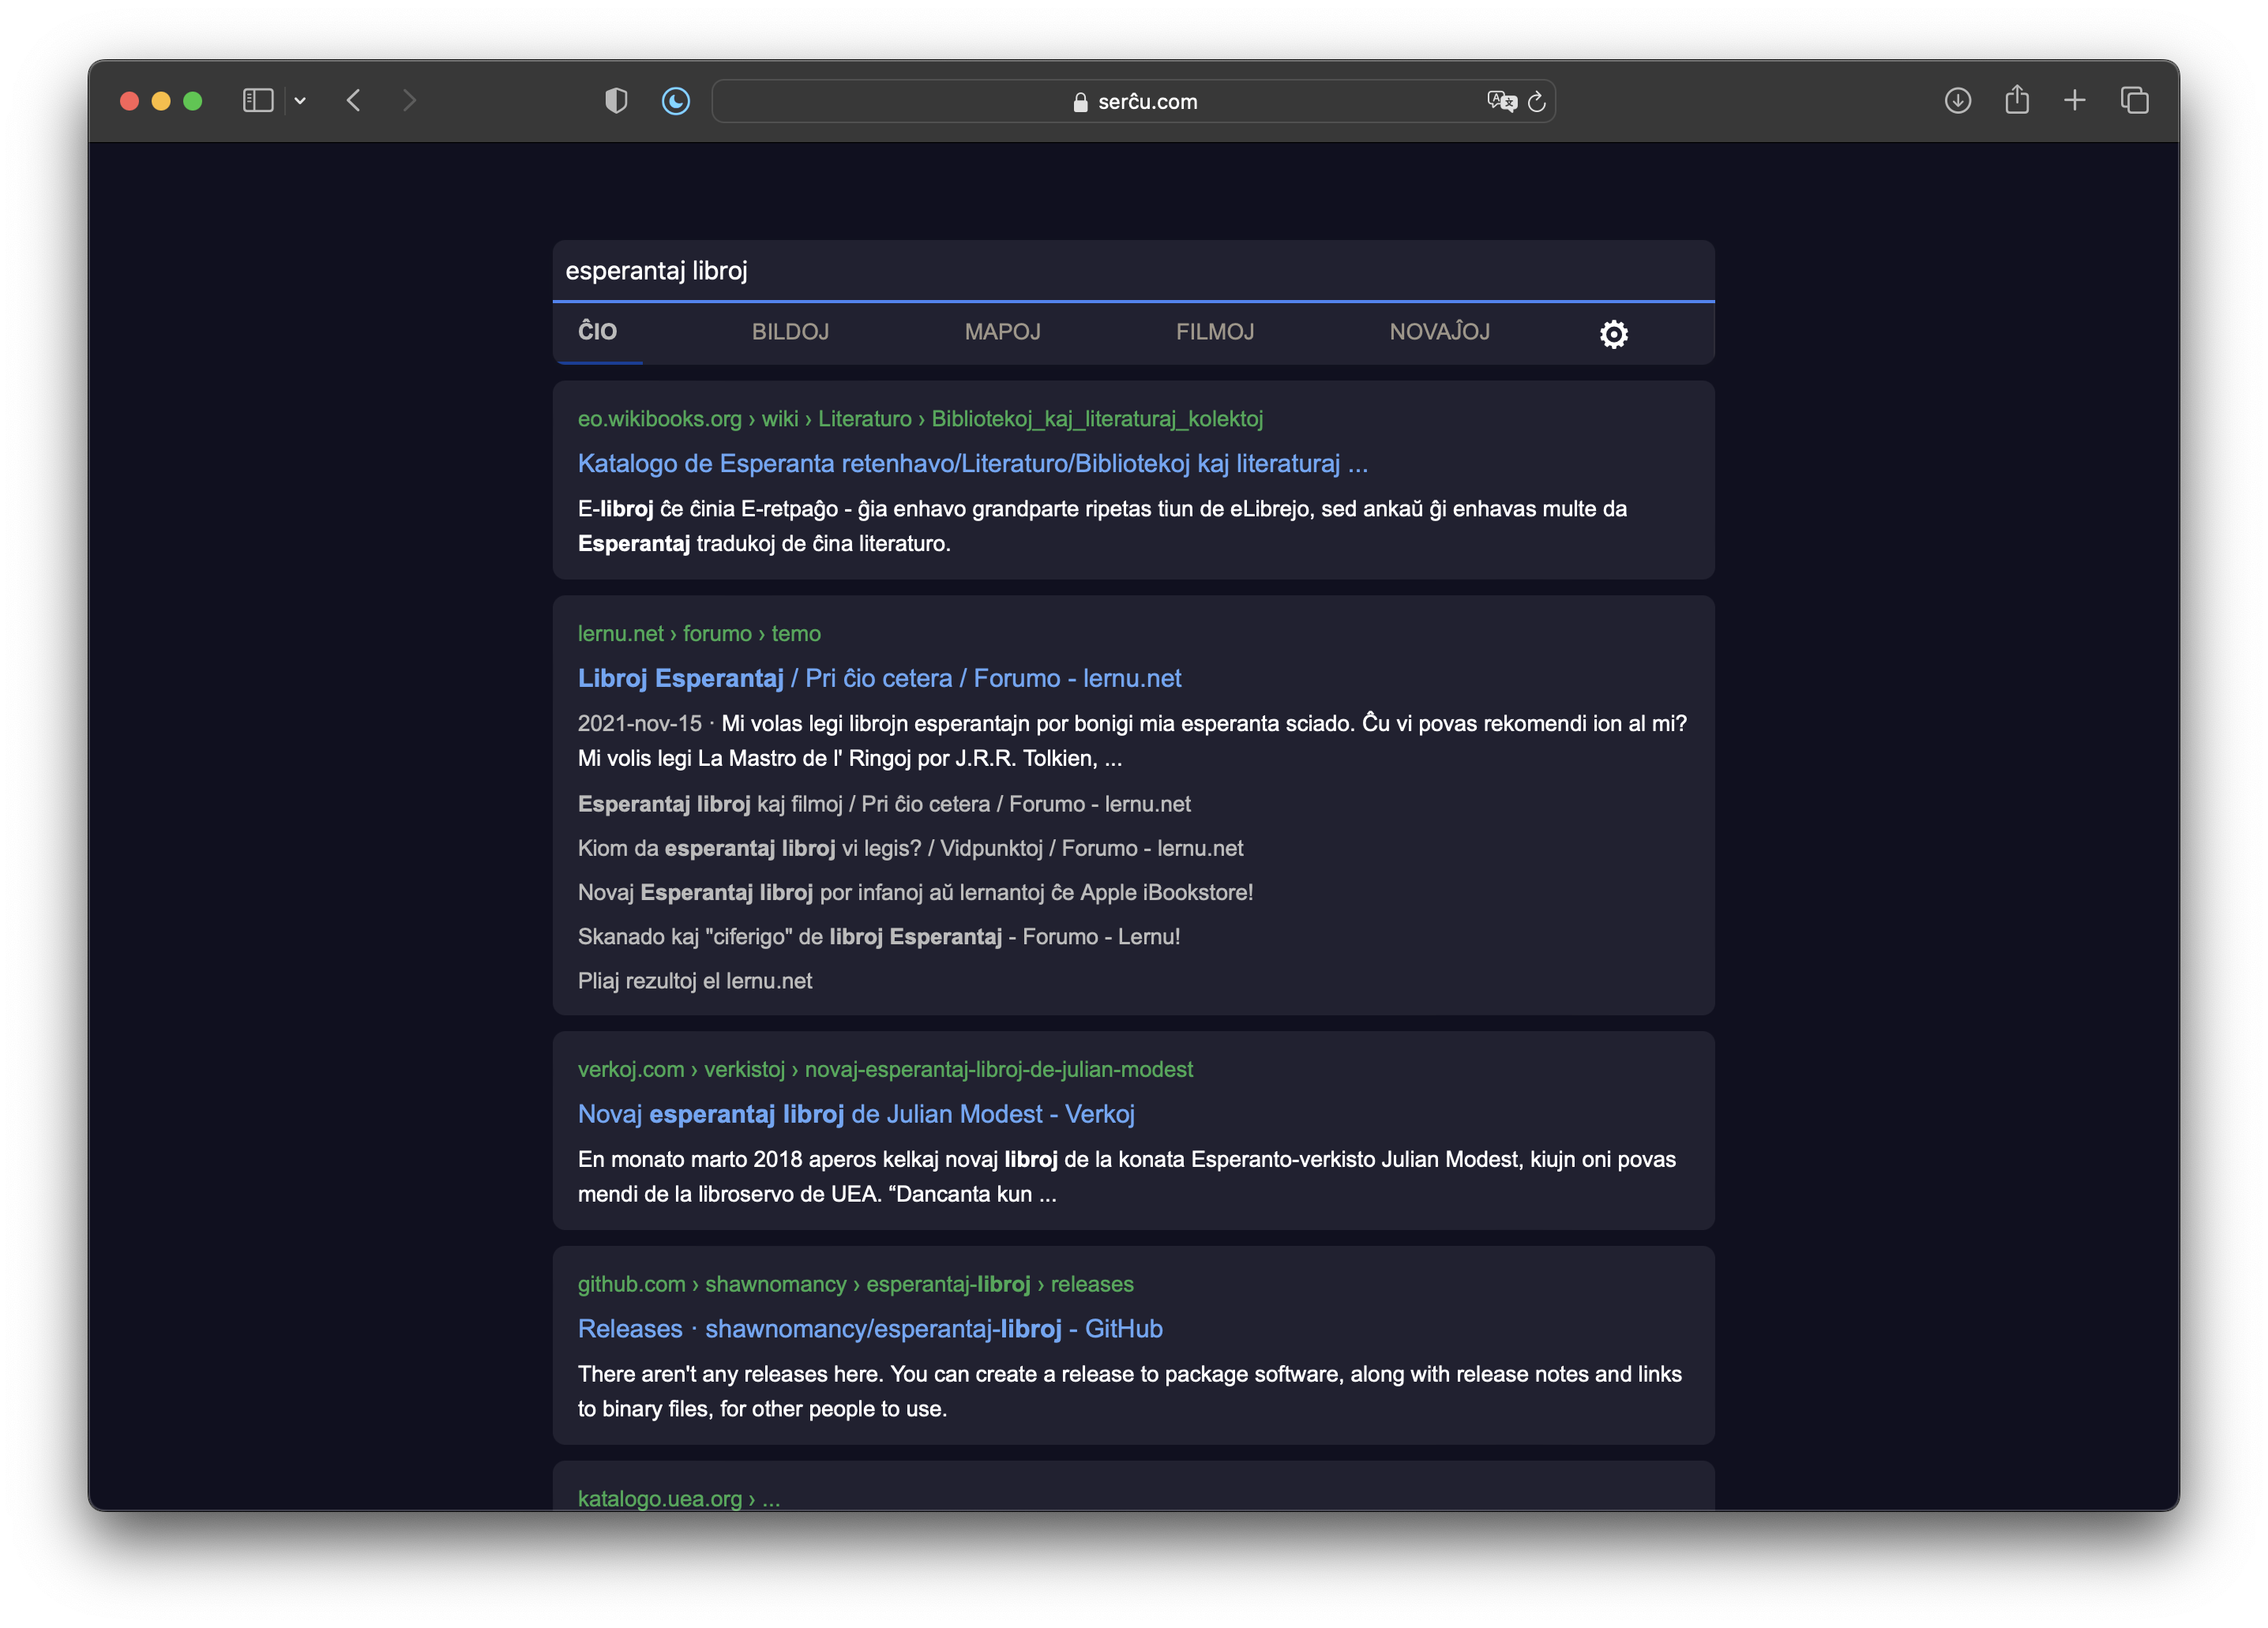 serĉu.com
esperantaj libroj
ĈIO BILDOJ MAPOJ FILMOJ NOVAĴOJ
eo.wikibooks.org › wiki › Literaturo › Bibliotekoj_kaj_literaturaj_kolektoj
Katalogo de Esperanta retenhavo/Literaturo/Bibliotekoj kaj literaturaj ...
E-libroj ĉe ĉinia E-retpaĝo - ĝia enhavo grandparte ripetas tiun de eLibrejo, sed ankaŭ ĝi enhavas multe da
Esperantaj tradukoj de ĉina literaturo.
lernu.net › forumo › temo
Libroj Esperantaj / Pri ĉio cetera / Forumo - lernu.net
2021-nov-15 · Mi volas legi librojn esperantajn por bonigi mia esperanta sciado. Ĉu vi povas rekomendi ion al mi?
Mi volis legi La Mastro de l' Ringoj por J.R.R. Tolkien, ...
Esperantaj libroj kaj filmoj / Pri ĉio cetera / Forumo - lernu.net
Kiom da esperantaj libroj vi legis? / Vidpunktoj / Forumo - lernu.net
Novaj Esperantaj libroj por infanoj aŭ lernantoj ĉe Apple iBookstore!
Skanado kaj "ciferigo" de libroj Esperantaj - Forumo - Lernu!
Pliaj rezultoj el lernu.net
verkoj.com › verkistoj › novaj-esperantaj-libroj-de-julian-modest
Novaj esperantaj libroj de Julian Modest - Verkoj
En monato marto 2018 aperos kelkaj novaj libroj de la konata Esperanto-verkisto Julian Modest, kiujn oni povas
mendi de la libroservo de UEA. “Dancanta kun ...
github.com › shawnomancy › esperantaj-libroj › releases
Releases · shawnomancy/esperantaj-libroj - GitHub
There aren't any releases here. You can create a release to package software, along with release notes and links
to binary files, for other people to use.
katalogo.uea.org › ...